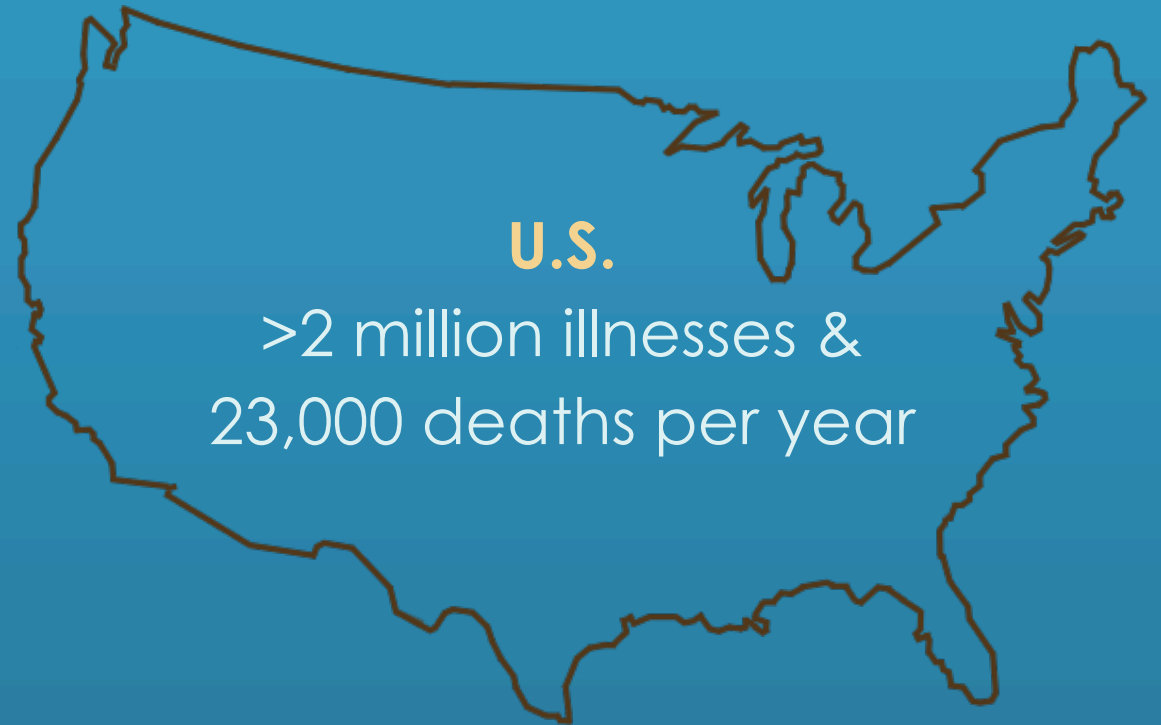 U.S.
>2 million illnesses &
23,000 deaths per year